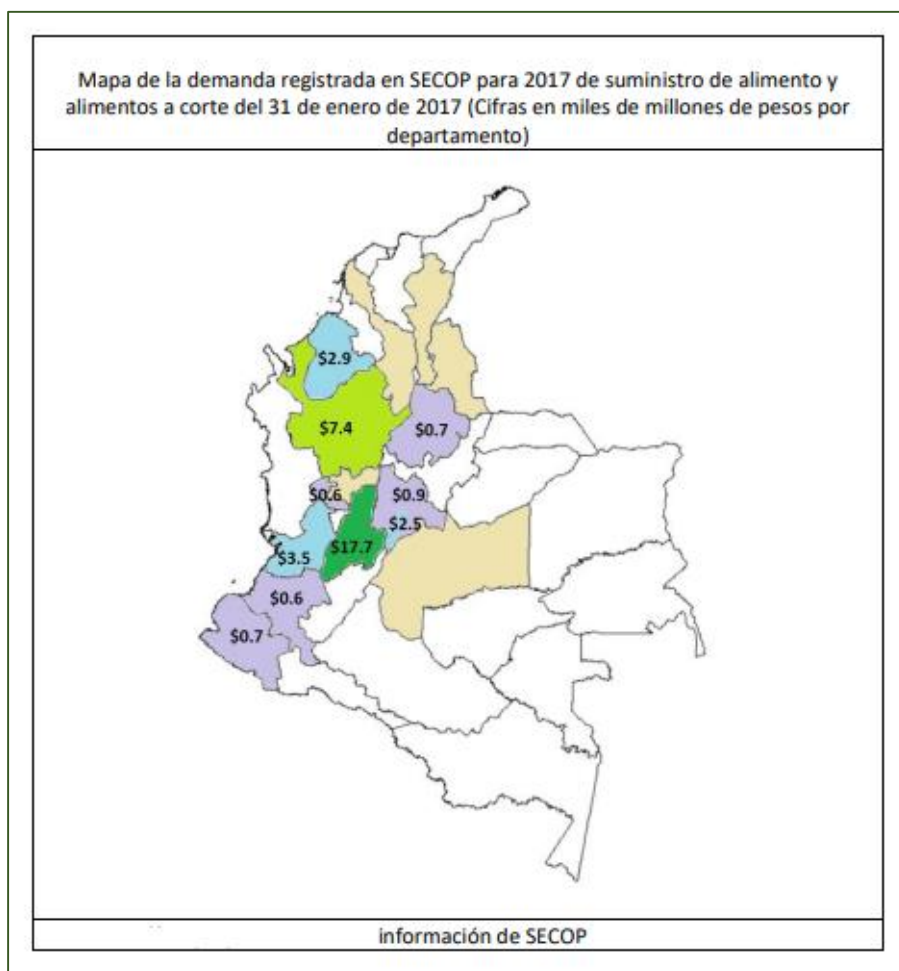 Mapa de la demanda registrada en SECOP para 2017 de suministro de alimento y
alimentos a corte del 31 de enero de 2017 (Cifras en miles de millones de pesos por
departamento)
$2.9
$7.4
$0.7
$0.6
$0.9
$2.5
$17.7
$3.5
$0.6
$0.7
información de SECOP